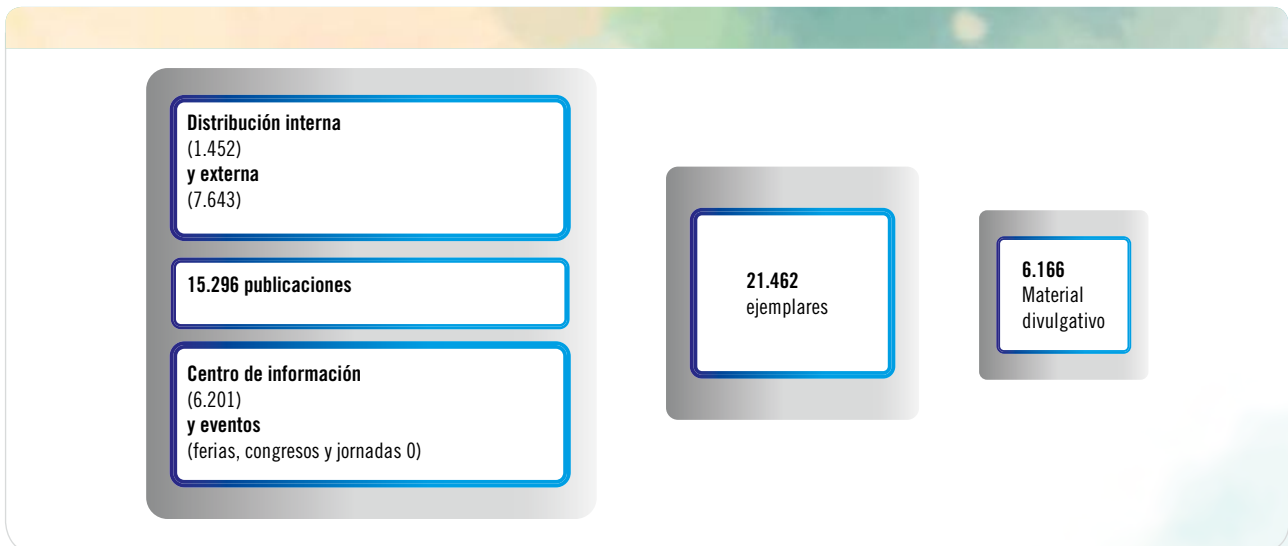 Distribución interna
(1.452)
y externa
(7.643)
15.296 publicaciones
Centro de información
(6.201)
y eventos
(ferias, congresos y jornadas 0)
21.462
ejemplares
6.166
Material
divulgativo